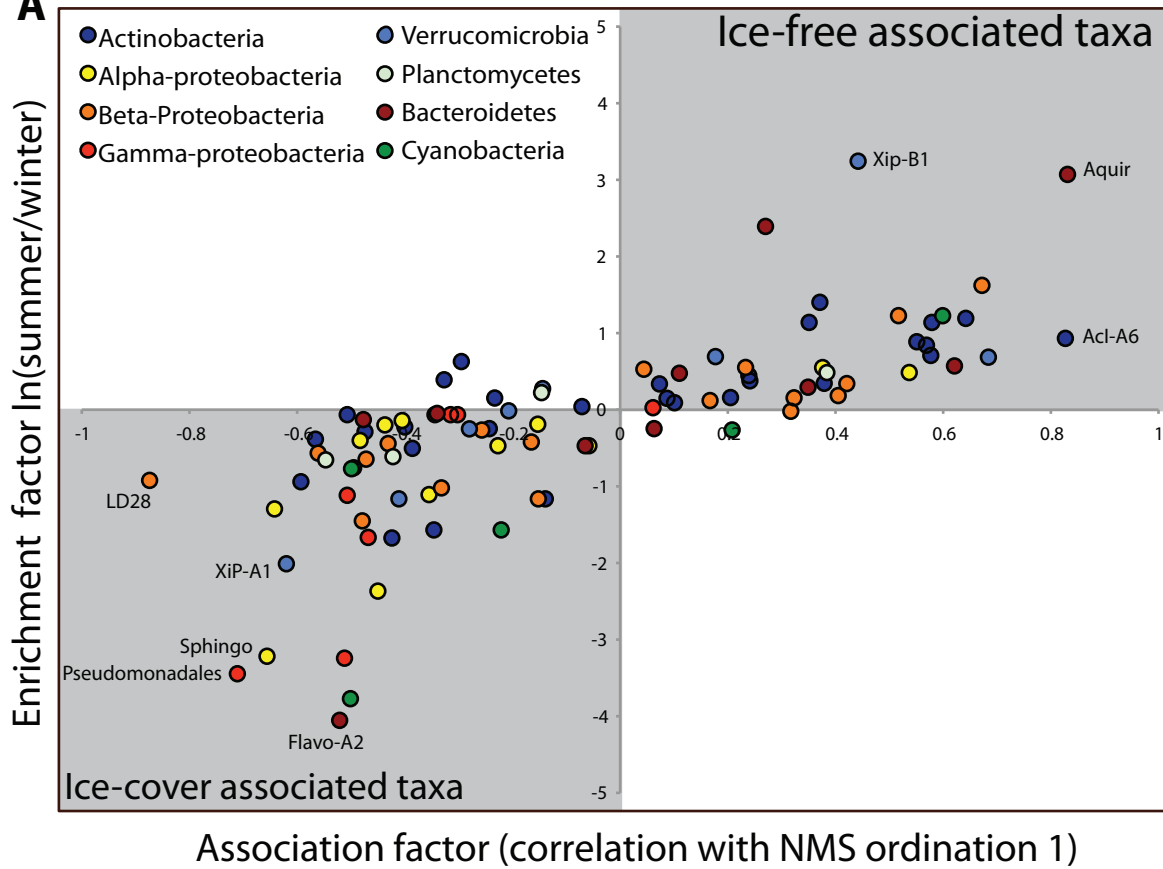 A
Ice-free associated taxa
Actinobacteria
Alpha-proteobacteria
Beta-Proteobacteria
Gamma-proteobacteria
Verrucomicrobia
Planctomycetes
Bacteroidetes
Cyanobacteria
5
4
3
2
1
0
-1
-2
-3
-4
-5
-1
-0.8
-0.6
-0.4
-0.2
0
0.2
0.4
0.6
0.8
1
Xip-B1
Aquir
Acl-A6
LD28
XiP-A1
Sphingo
Pseudomonadales
Flavo-A2
Ice-cover associated taxa
Enrichment factor ln(summer/winter)
Association factor (correlation with NMS ordination 1)